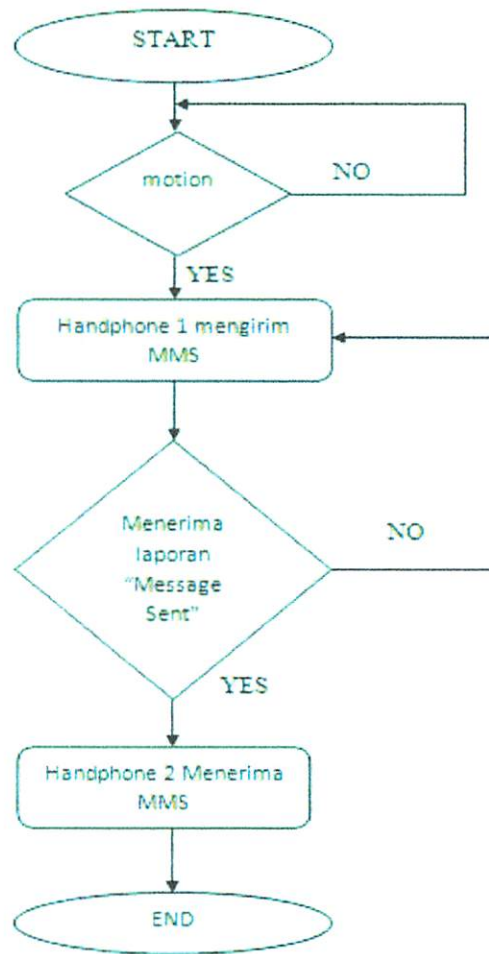 START
motion
NO
YES
Handphone 1 mengirim
MMS
Menerima
laporan
“Message
Sent”
NO
YES
Handphone 2 Menerima
MMS
END